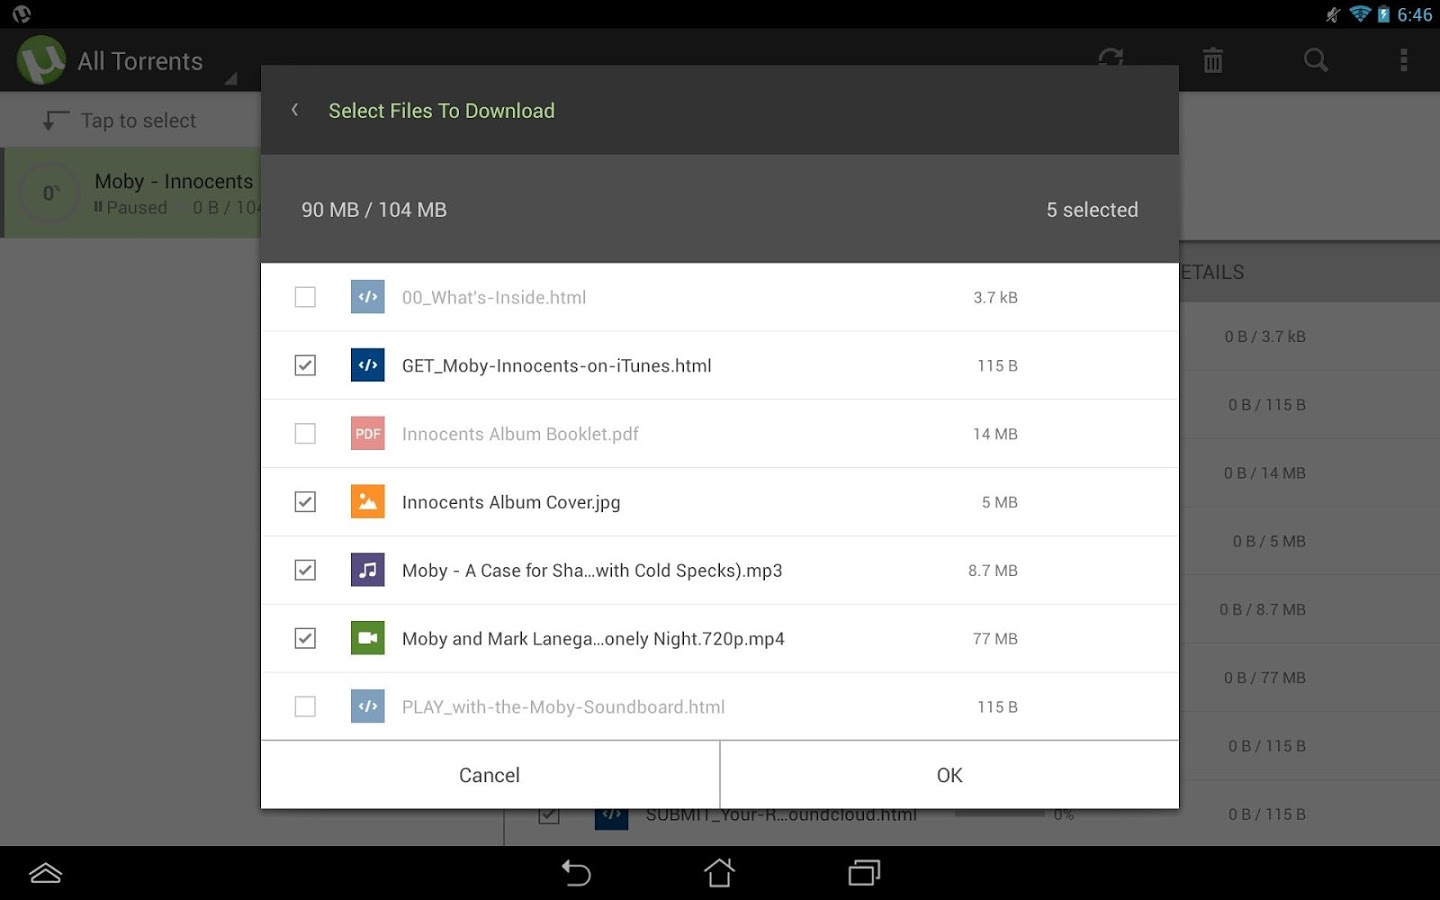 6:46
All Torrents
Tap to select
0%
Moby - Innocents
Paused 0 B / 104
Select Files To Download
90 MB / 104 MB 5 selected
ETAILS
00_What's-Inside.html 3.7 kB
0 B / 3.7 kB
GET_Moby-Innocents-on-iTunes.html 115 B
0 B / 115 B
PDF Innocents Album Booklet.pdf 14 MB
0 B / 14 MB
Innocents Album Cover.jpg 5 MB
0 B / 5 MB
Moby - A Case for Sha...with Cold Specks).mp3 8.7 MB
0 B / 8.7 MB
Moby and Mark Lanega...onely Night.720p.mp4 77 MB
0 B / 77 MB
PLAY_with-the-Moby-Soundboard.html 115 B
0 B / 115 B
Cancel OK
SUBMIT_Your-R...oundcloud.html 0% 0 B / 115 B